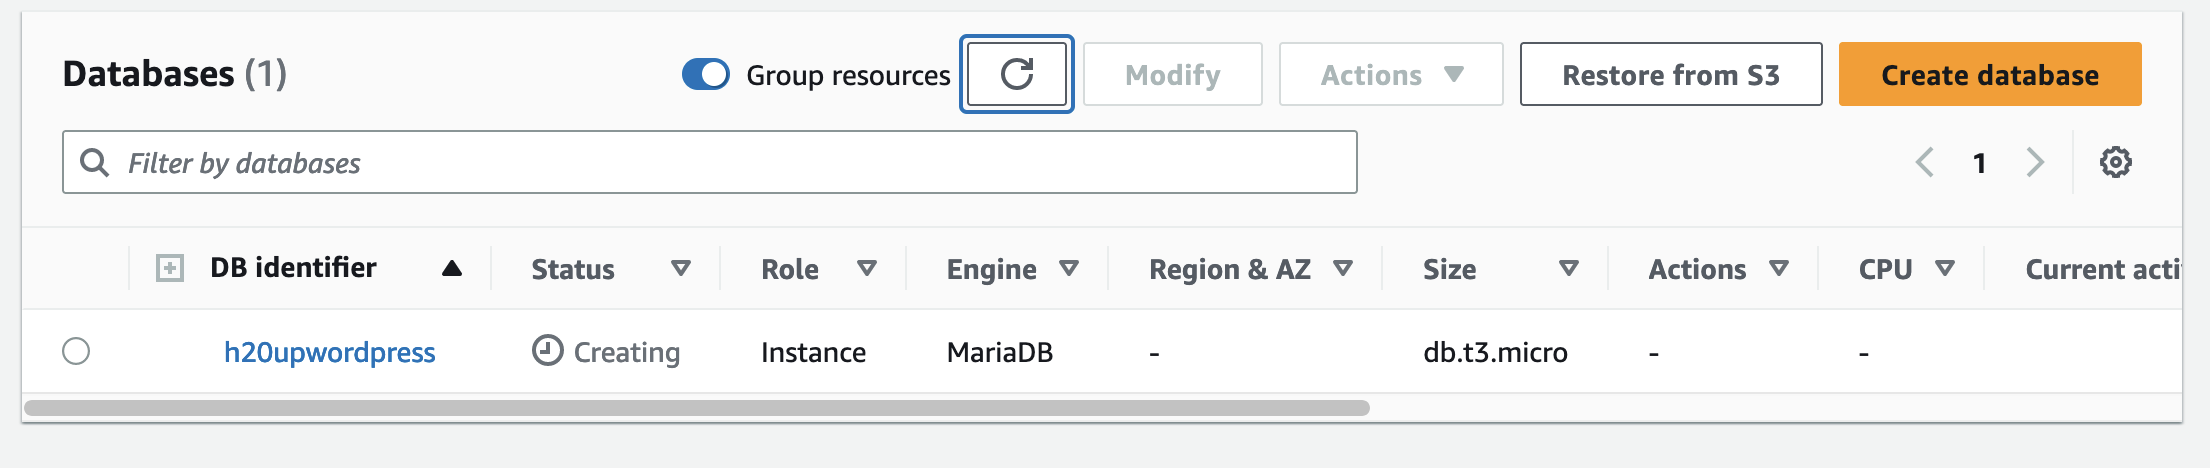 Databases (1) Group resources Modify Actions Restore from S3 Create database
Filter by databases 1
DB identifier Status Role Engine Region & AZ Size Actions CPU Current acti
h20upwordpress Creating Instance MariaDB - db.t3.micro - -